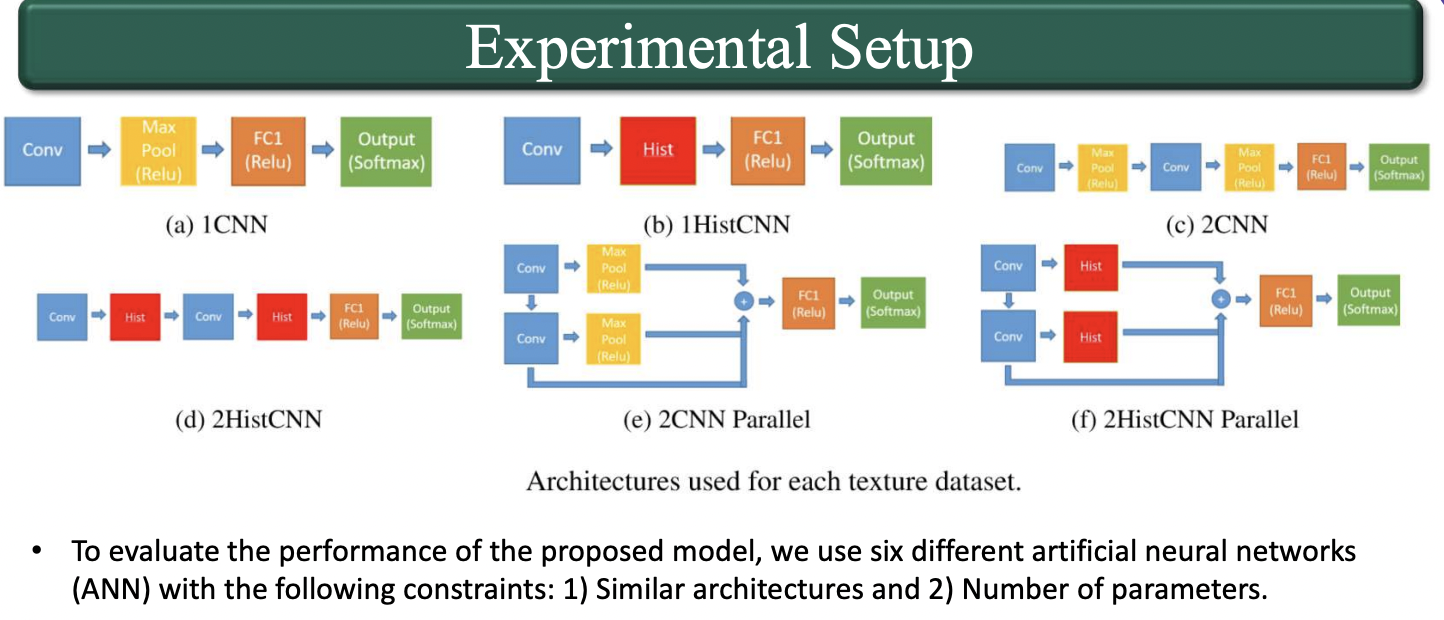 Experimental Setup
Conv
Max
Pool
(Relu)
FC1
(Relu)
Output
(Softmax)
(a) 1CNN
Conv
Hist
FC1
(Relu)
Output
(Softmax)
(b) 1HistCNN
Conv
Max
Pool
(Relu)
Conv
Max
Pool
(Relu)
FC1
(Relu)
Output
(Softmax)
(c) 2CNN
Conv
Hist
Conv
Hist
FC1
(Relu)
Output
(Softmax)
(d) 2HistCNN
Conv
Max
Pool
(Relu)
Conv
Max
Pool
(Relu)
+
FC1
(Relu)
Output
(Softmax)
(e) 2CNN Parallel
Conv
Hist
Conv
Hist
+
FC1
(Relu)
Output
(Softmax)
(f) 2HistCNN Parallel
Architectures used for each texture dataset.
• To evaluate the performance of the proposed model, we use six different artificial neural networks
(ANN) with the following constraints: 1) Similar architectures and 2) Number of parameters.